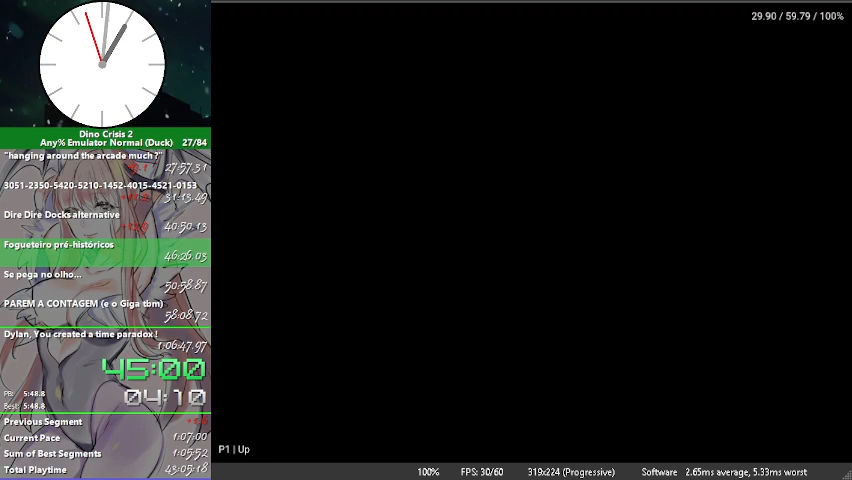 29.90 / 59.79 / 100%
Dino Crisis 2
Any% Emulator Normal (Duck) 27/84
"hanging around the arcade much?"
27:57.31
3051-2350-5420-5210-1452-4015-4521-0153
31:13.49
Dire Dire Docks alternative
40:50.13
Fogueteiro pré-históricos
46:26.03
Se pega no olho...
50:58.87
PAREM A CONTAGEM (e o Giga tbm)
58:08.72
Dylan, You created a time paradox!
1:06:47.97
45:00
PB: 5:48.8
04:10
Best: 5:48.8
Previous Segment
Current Pace 1:07:00
Sum of Best Segments 1:05:52
Total Playtime 43:05:18
P1 | Up
100% FPS: 30/60 319x224 (Progressive) Software 2.65ms average, 5.33ms worst